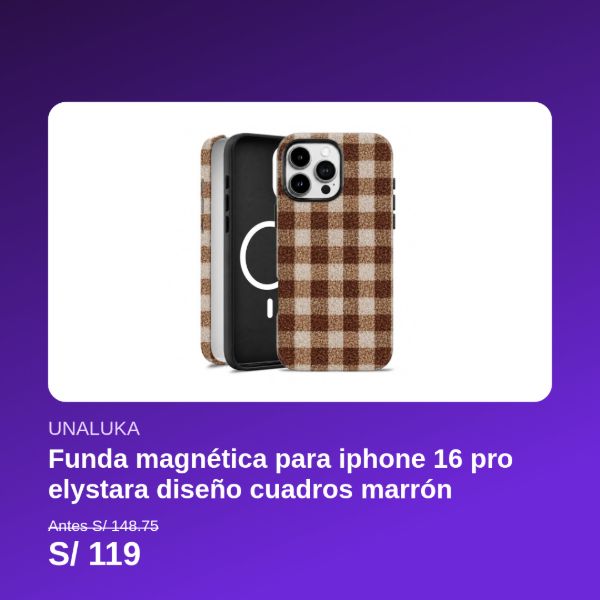 UNALUKA
Funda magnética para iphone 16 pro
elystara diseño cuadros marrón
Antes S/ 148.75
S/ 119